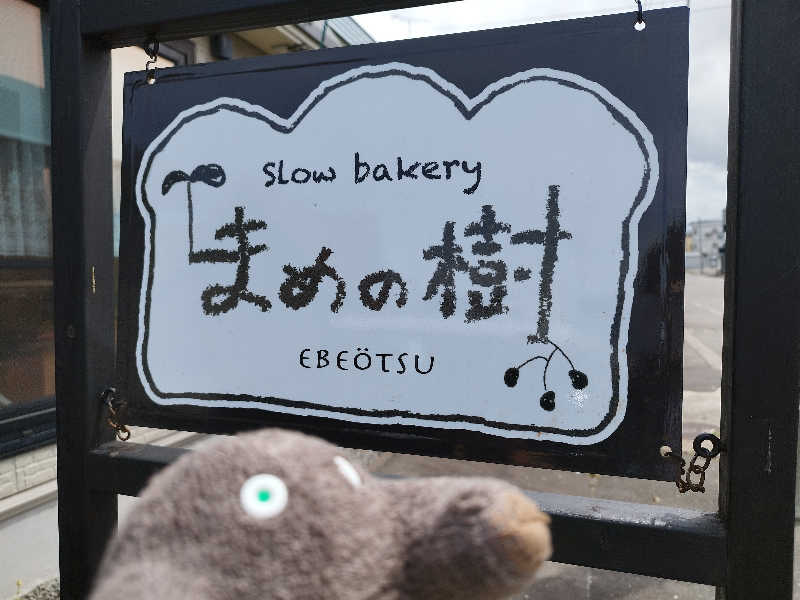 slow bakery
まめの樹
EBEÖTSU